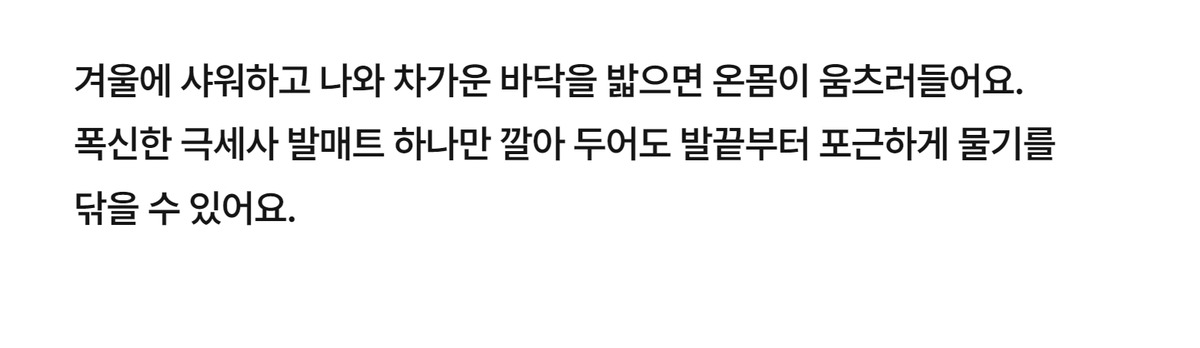 겨울에 샤워하고 나와 차가운 바닥을 밟으면 온몸이 움츠러들어요.
폭신한 극세사 발매트 하나만 깔아 두어도 발끝부터 포근하게 물기를
닦을 수 있어요.